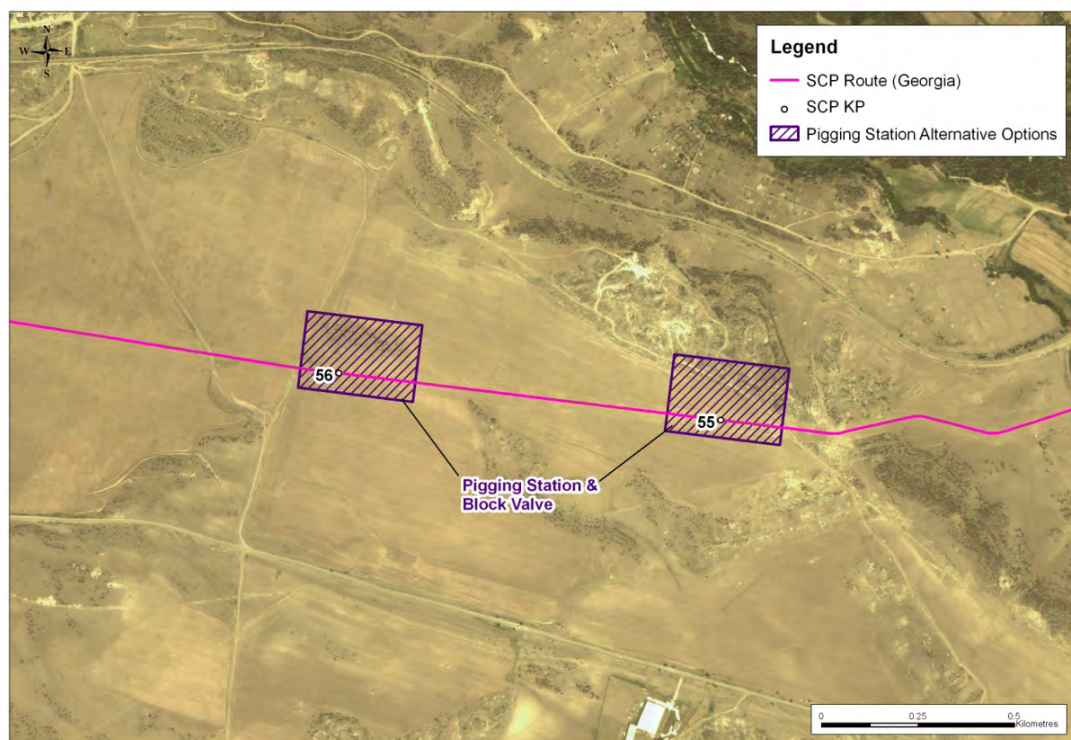 N
W E
S
Legend
SCP Route (Georgia)
SCP KP
Pigging Station Alternative Options
56
55
Pigging Station &
Block Valve
0 0.25 0.5
Kilometres